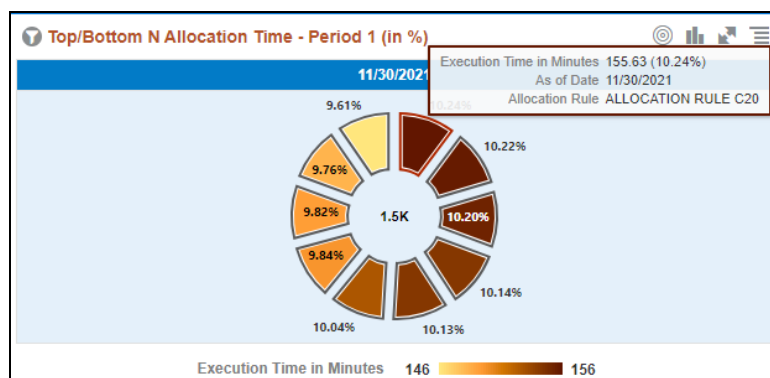 Top/Bottom N Allocation Time - Period 1 (in %)
Execution Time in Minutes 155.63 (10.24%)
As of Date 11/30/2021
Allocation Rule ALLOCATION RULE C20
11/30/2021
9.61%
10.24%
10.22%
9.76%
9.82%
1.5K
10.20%
9.84%
10.14%
10.04%
10.13%
Execution Time in Minutes 146 156